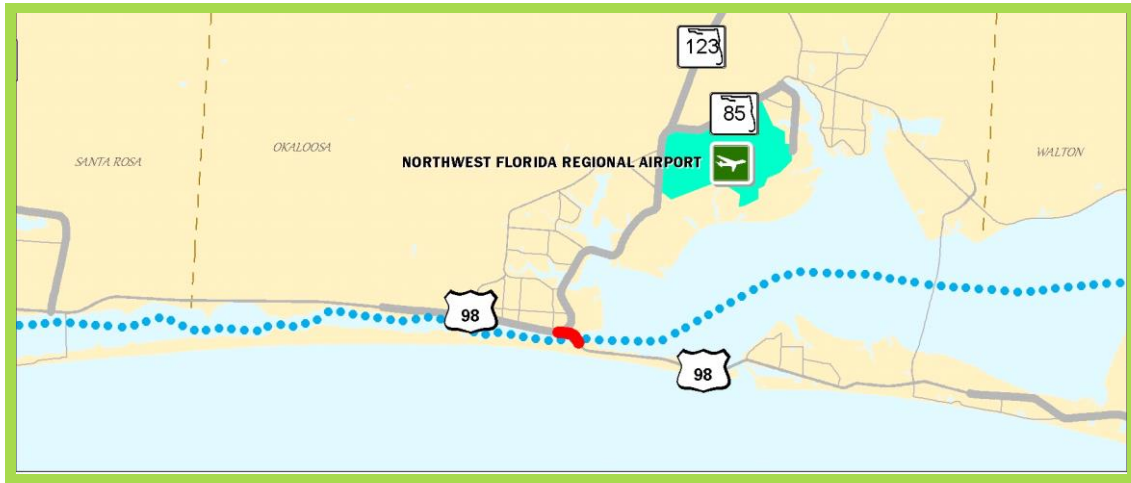 123
85
OKALOOSA
SANTA ROSA
NORTHWEST FLORIDA REGIONAL AIRPORT
WALTON
98
98